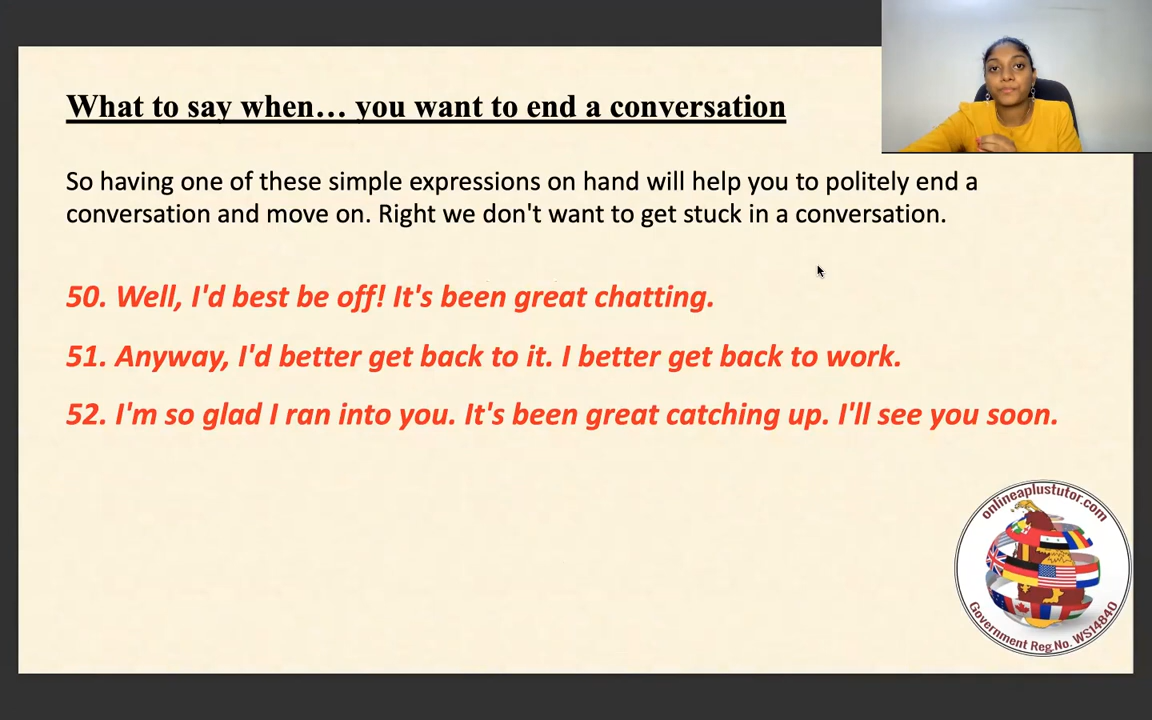 What to say when... you want to end a conversation
So having one of these simple expressions on hand will help you to politely end a
conversation and move on. Right we don't want to get stuck in a conversation.
50. Well, I'd best be off! It's been great chatting.
51. Anyway, I'd better get back to it. I better get back to work.
52. I'm so glad I ran into you. It's been great catching up. I'll see you soon.
onlineaplustutor.com
Government Reg.No. WS14840